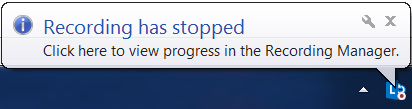 Recording has stopped
Click here to view progress in the Recording Manager.